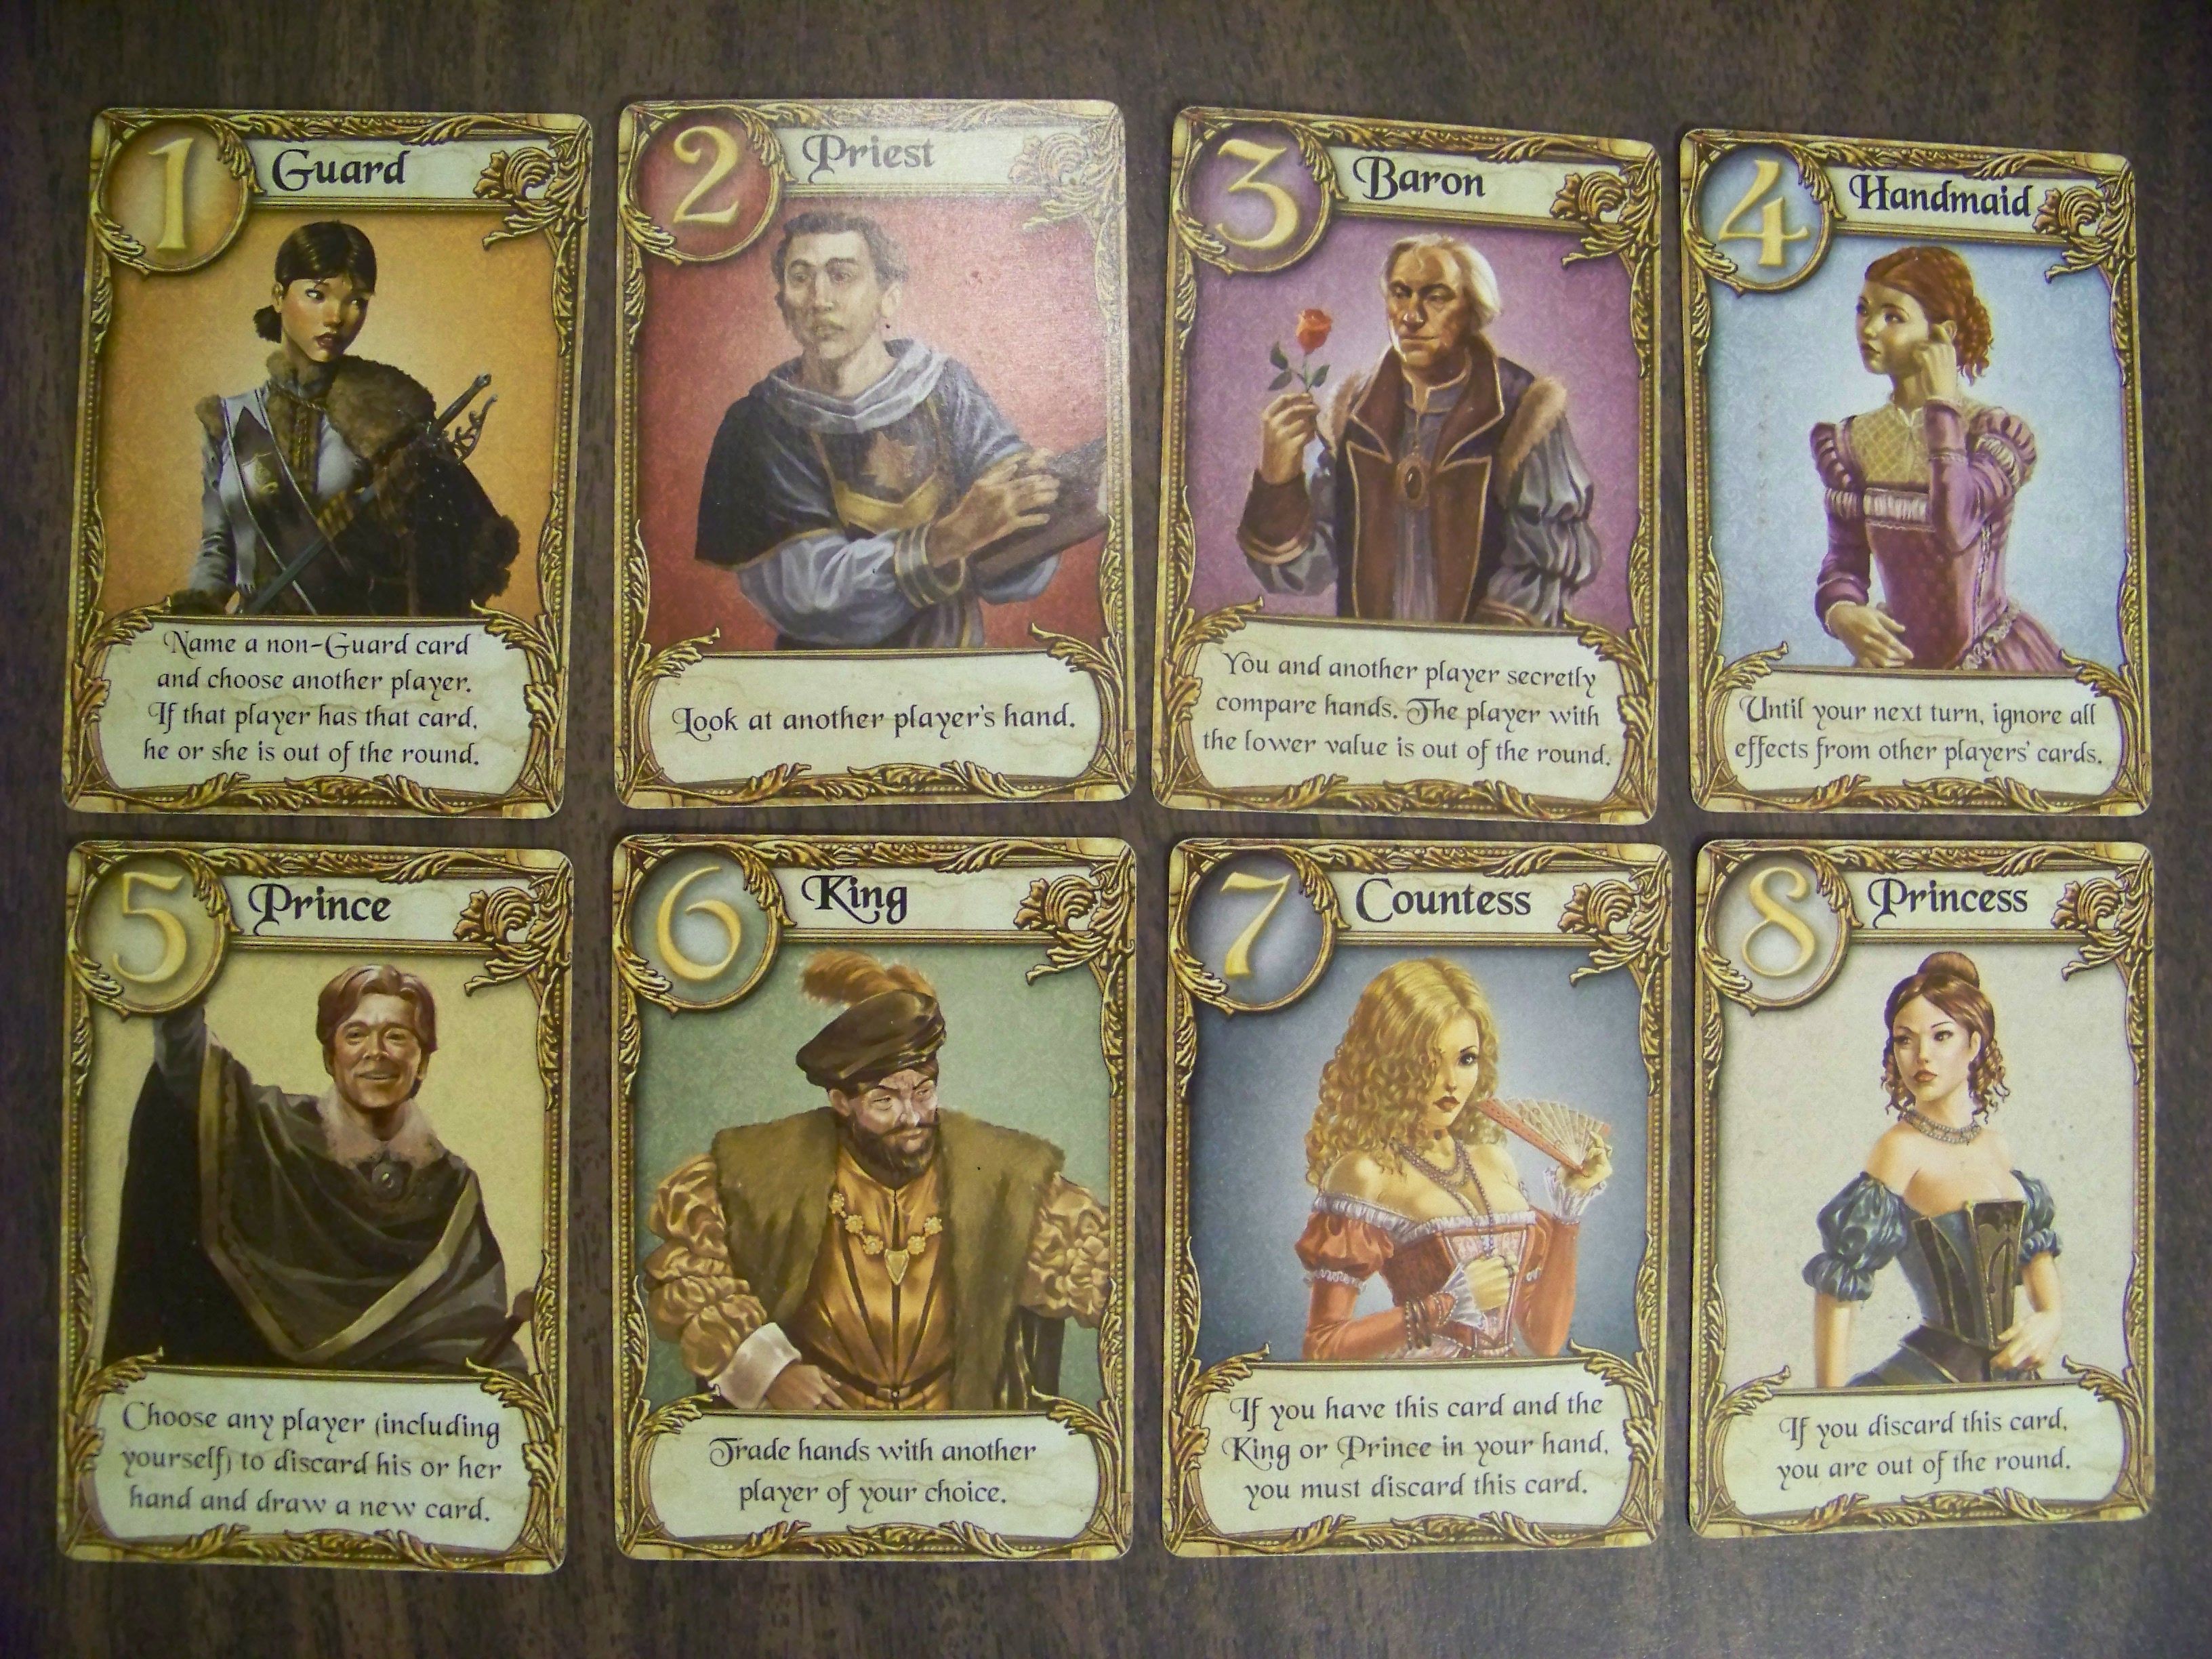 1
Guard
Name a non-Guard card
and choose another player.
If that player has that card,
he or she is out of the round.
2
Priest
Look at another player's hand.
3
Baron
You and another player secretly
compare hands. The player with
the lower value is out of the round.
4
Handmaid
Until your next turn, ignore all
effects from other players' cards.
5
Prince
Choose any player (including
yourself) to discard his or her
hand and draw a new card.
6
King
Trade hands with another
player of your choice.
7
Countess
If you have this card and the
King or Prince in your hand,
you must discard this card.
8
Princess
If you discard this card,
you are out of the round.